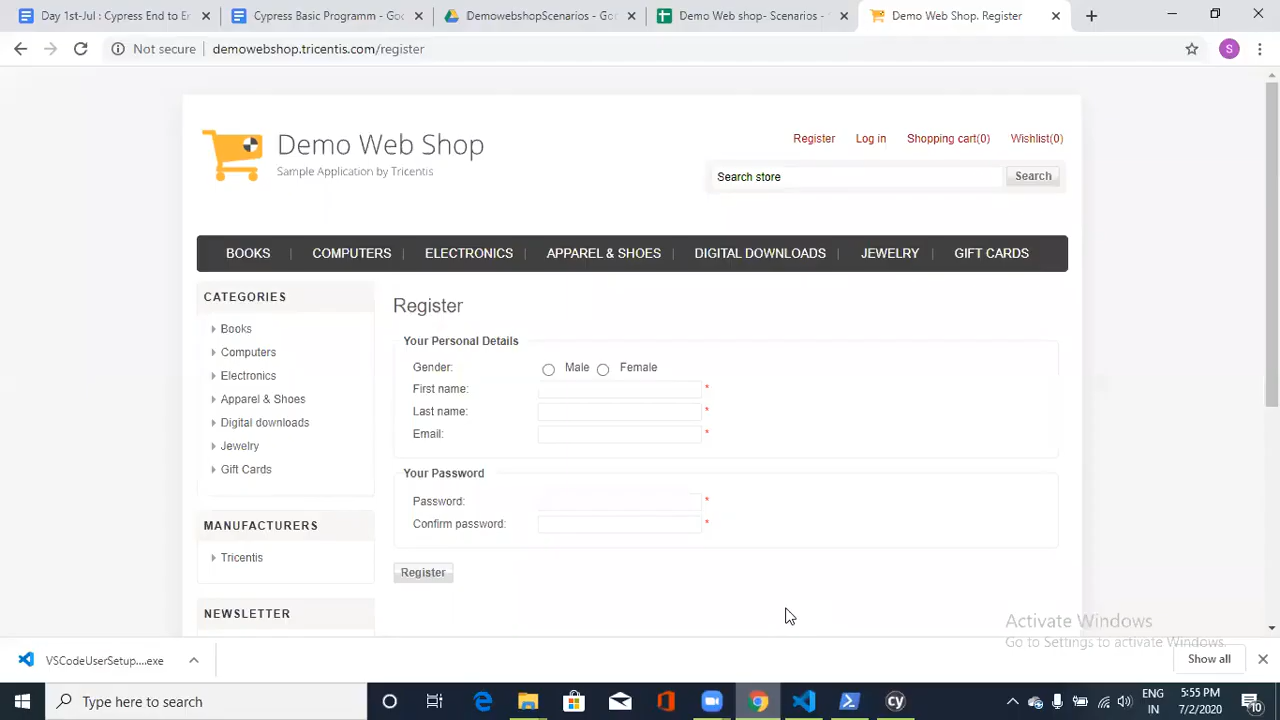 Day 1st-Jul : Cypress End to E
Cypress Basic Programm - G
DemowebshopScenarios - Go
Demo Web shop- Scenarios -
Demo Web Shop. Register
Not secure
demowebshop.tricentis.com/register
S
Demo Web Shop
Sample Application by Tricentis
Register
Log in
Shopping cart(0)
Wishlist(0)
Search store
Search
BOOKS
COMPUTERS
ELECTRONICS
APPAREL & SHOES
DIGITAL DOWNLOADS
JEWELRY
GIFT CARDS
CATEGORIES
Books
Computers
Electronics
Apparel & Shoes
Digital downloads
Jewelry
Gift Cards
MANUFACTURERS
Tricentis
NEWSLETTER
Register
Your Personal Details
Gender:
Male
Female
First name:
*
Last name:
*
Email:
*
Your Password
Password:
*
Confirm password:
*
Register
Activate Windows
Go to Settings to activate Windows.
VSCodeUserSetup....exe
Show all
Type here to search
cy
ENG
IN
5:55 PM
7/2/2020
10